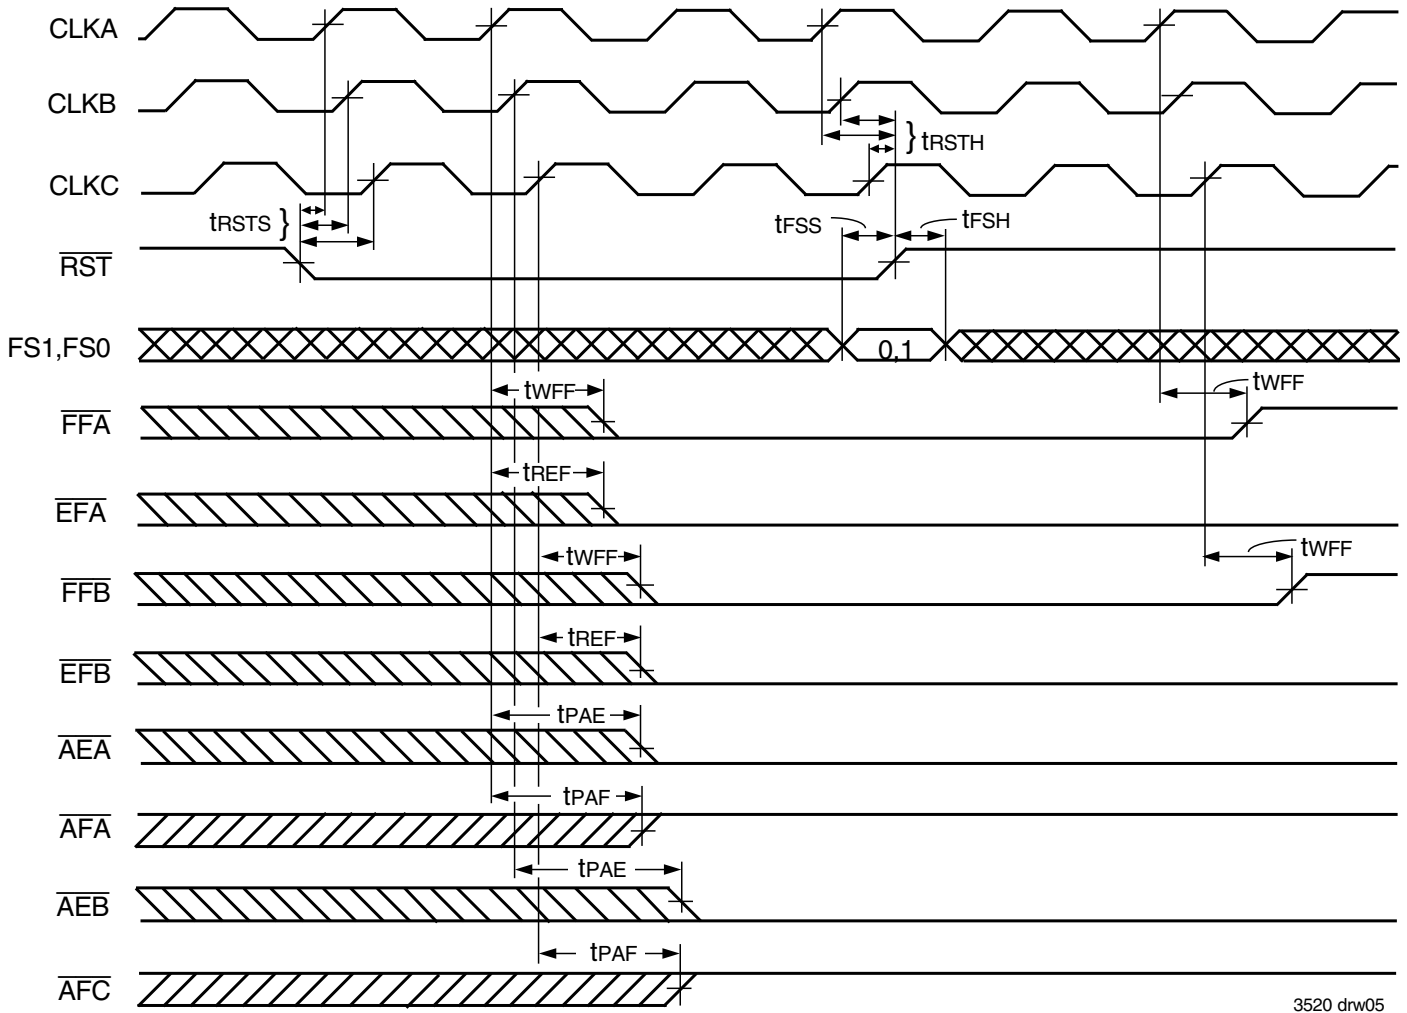 CLKA
CLKB
} tRSTH
CLKC
tRSTS }
tFSS
tFSH
RST
FS1,FS0
0,1
tWFF
tWFF
FFA
tREF
EFA
tWFF
tWFF
FFB
tREF
EFB
tPAE
AEA
tPAF
AFA
tPAE
AEB
tPAF
AFC
3520 drw05